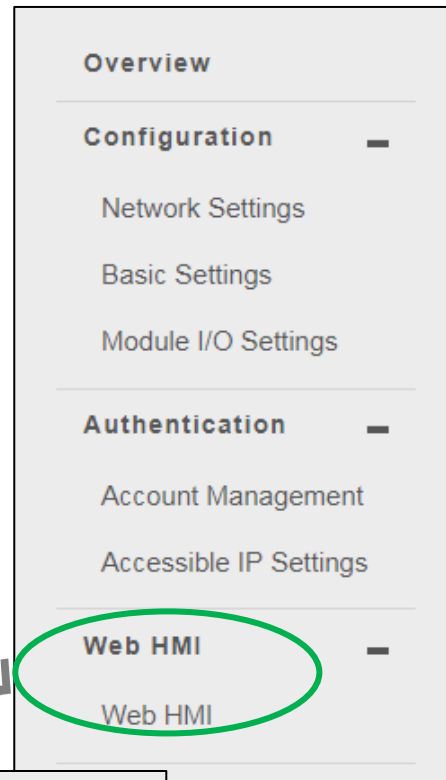 Overview
Configuration
Network Settings
Basic Settings
Module I/O Settings
Authentication
Account Management
Accessible IP Settings
Web HMI
Web HMI